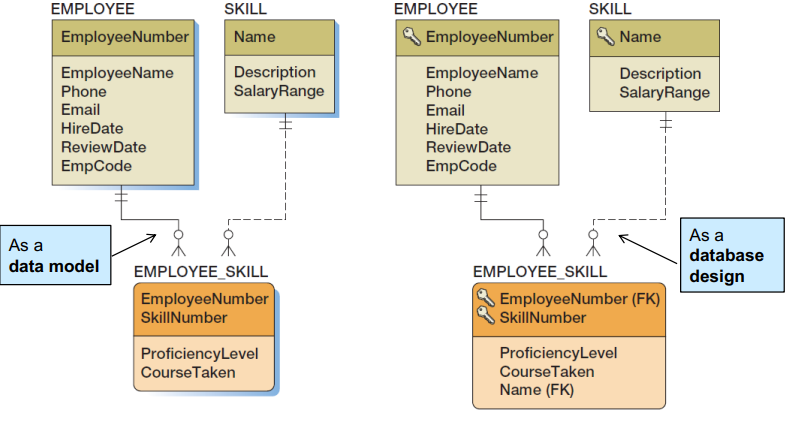 EMPLOYEE
EmployeeNumber
EmployeeName
Phone
Email
HireDate
ReviewDate
EmpCode
SKILL
Name
Description
SalaryRange
As a
data model
EMPLOYEE_SKILL
EmployeeNumber
SkillNumber
ProficiencyLevel
CourseTaken
EMPLOYEE
EmployeeNumber
EmployeeName
Phone
Email
HireDate
ReviewDate
EmpCode
SKILL
Name
Description
SalaryRange
As a
database
design
EMPLOYEE_SKILL
EmployeeNumber (FK)
SkillNumber
ProficiencyLevel
CourseTaken
Name (FK)